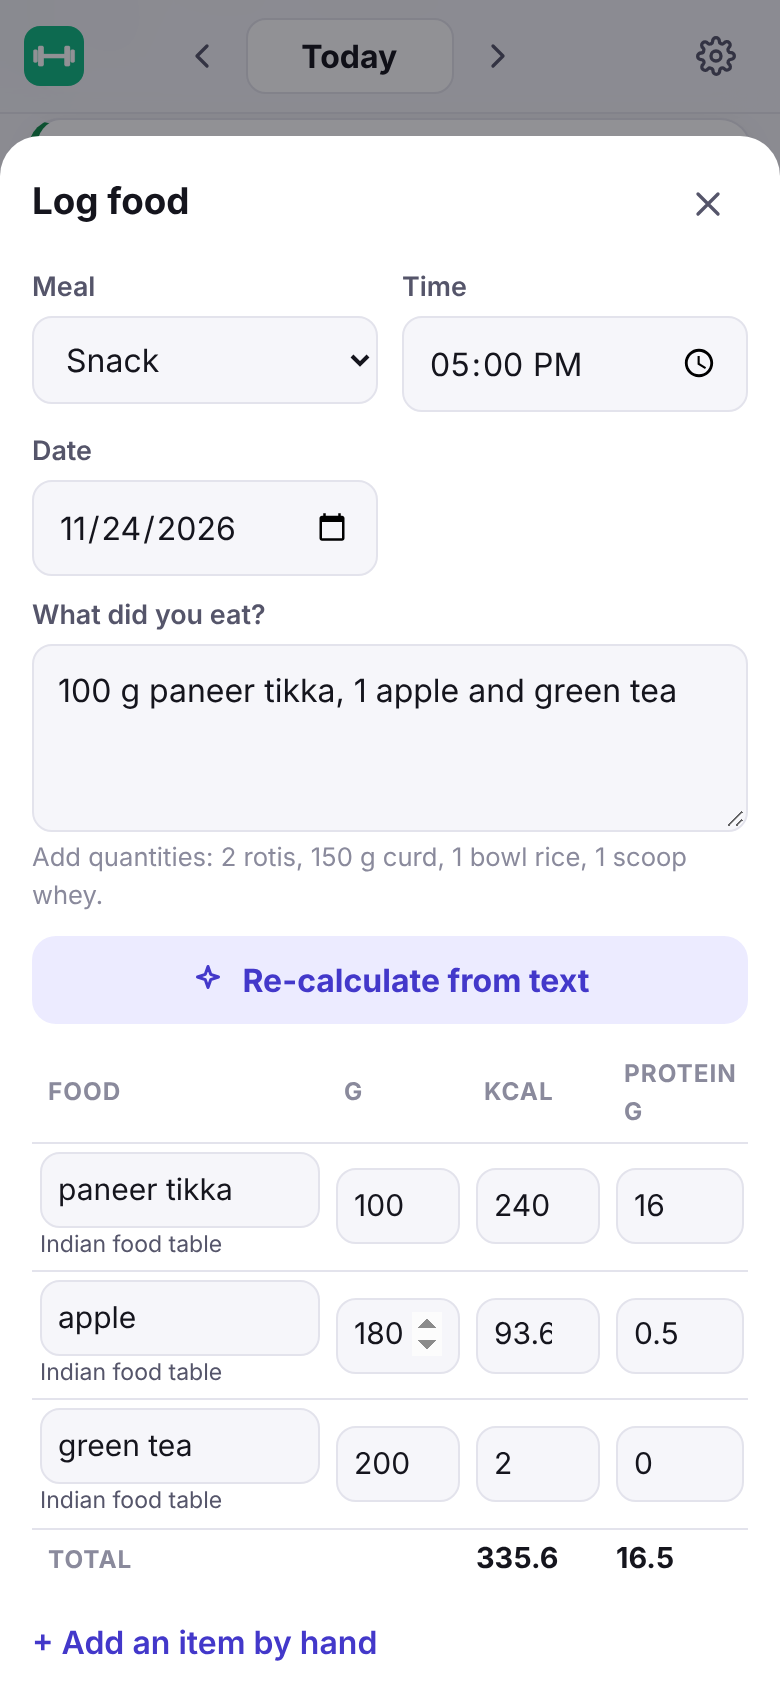 Today
Log food
Meal
Time
Snack
05:00 PM
Date
11/24/2026
What did you eat?
100 g paneer tikka, 1 apple and green tea
Add quantities: 2 rotis, 150 g curd, 1 bowl rice, 1 scoop
whey.
Re-calculate from text
FOOD G KCAL PROTEIN G
paneer tikka 100 240 16
Indian food table
apple 180 93.6 0.5
Indian food table
green tea 200 2 0
Indian food table
TOTAL 335.6 16.5
+ Add an item by hand